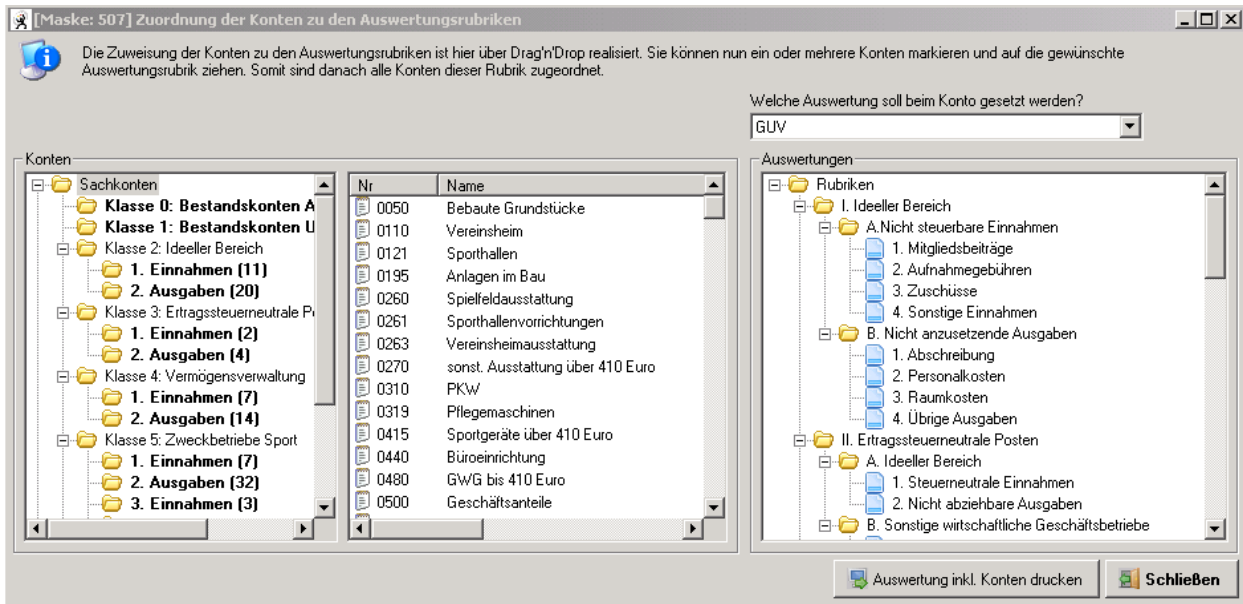 [Maske: 507] Zuordnung der Konten zu den Auswertungsrubriken
Die Zuweisung der Konten zu den Auswertungsrubriken ist hier über Drag'n'Drop realisiert. Sie können nun ein oder mehrere Konten markieren und auf die gewünschte
Auswertungsrubrik ziehen. Somit sind danach alle Konten dieser Rubrik zugeordnet.
Welche Auswertung soll beim Konto gesetzt werden?
GUV
Konten
Sachkonten
Klasse 0: Bestandskonten A
Klasse 1: Bestandskonten U
Klasse 2: Ideeller Bereich
1. Einnahmen (11)
2. Ausgaben (20)
Klasse 3: Ertragssteuerneutrale P
1. Einnahmen (2)
2. Ausgaben (4)
Klasse 4: Vermögensverwaltung
1. Einnahmen (7)
2. Ausgaben (14)
Klasse 5: Zweckbetriebe Sport
1. Einnahmen (7)
2. Ausgaben (32)
3. Einnahmen (3)
Nr Name
0050 Bebaute Grundstücke
0110 Vereinsheim
0121 Sporthallen
0195 Anlagen im Bau
0260 Spielfeldausstattung
0261 Sporthallenvorrichtungen
0263 Vereinsheimausstattung
0270 sonst. Ausstattung über 410 Euro
0310 PKW
0319 Pflegemaschinen
0415 Sportgeräte über 410 Euro
0440 Büroeinrichtung
0480 GWG bis 410 Euro
0500 Geschäftsanteile
Auswertungen
Rubriken
I. Ideeller Bereich
A.Nicht steuerbare Einnahmen
1. Mitgliedsbeiträge
2. Aufnahmegebühren
3. Zuschüsse
4. Sonstige Einnahmen
B. Nicht anzusetzende Ausgaben
1. Abschreibung
2. Personalkosten
3. Raumkosten
4. Übrige Ausgaben
II. Ertragssteuerneutrale Posten
A. Ideeller Bereich
1. Steuerneutrale Einnahmen
2. Nicht abziehbare Ausgaben
B. Sonstige wirtschaftliche Geschäftsbetriebe
Auswertung inkl. Konten drucken
Schließen